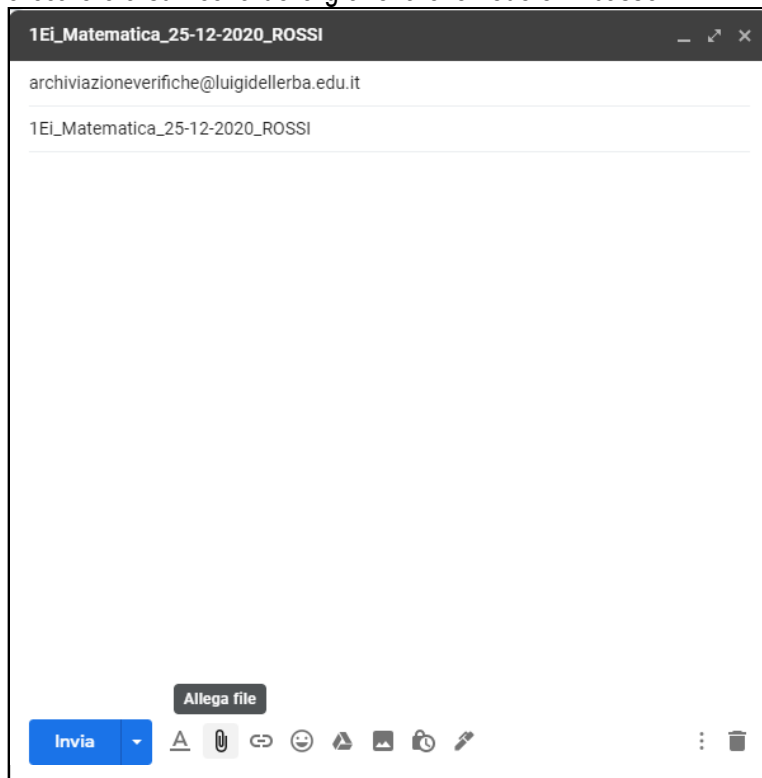 1Ei_Matematica_25-12-2020_ROSSI
archiviazioneverifiche@luigidellerba.edu.it
1Ei_Matematica_25-12-2020_ROSSI
Allega file
Invia